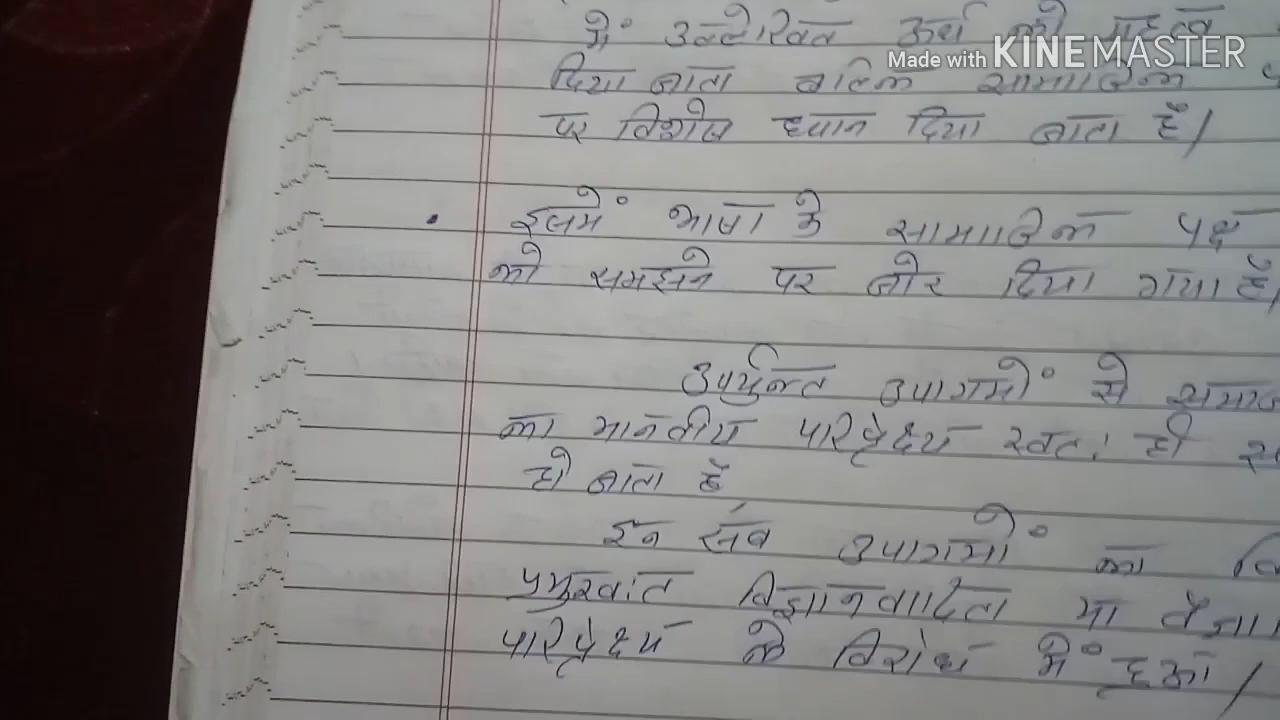 में उल्लेखित अर्थ को महत्व
Made with KINEMASTER
दिया जाता बल्कि सामाजिक
पर विशेष ध्यान दिया जाता है।
• इसमें भाषा के सामाजिक पक्ष
को समझने पर जोर दिया गया है।
उपर्युक्त उपागमों से समाज
का मानवीय परिप्रेक्ष्य स्वतः ही
हो जाता है
इन सब उपागमों का वि
प्रमुखतः विज्ञानवादिता या वैज्ञा
परिप्रेक्ष्य के विरोध में हुआ।